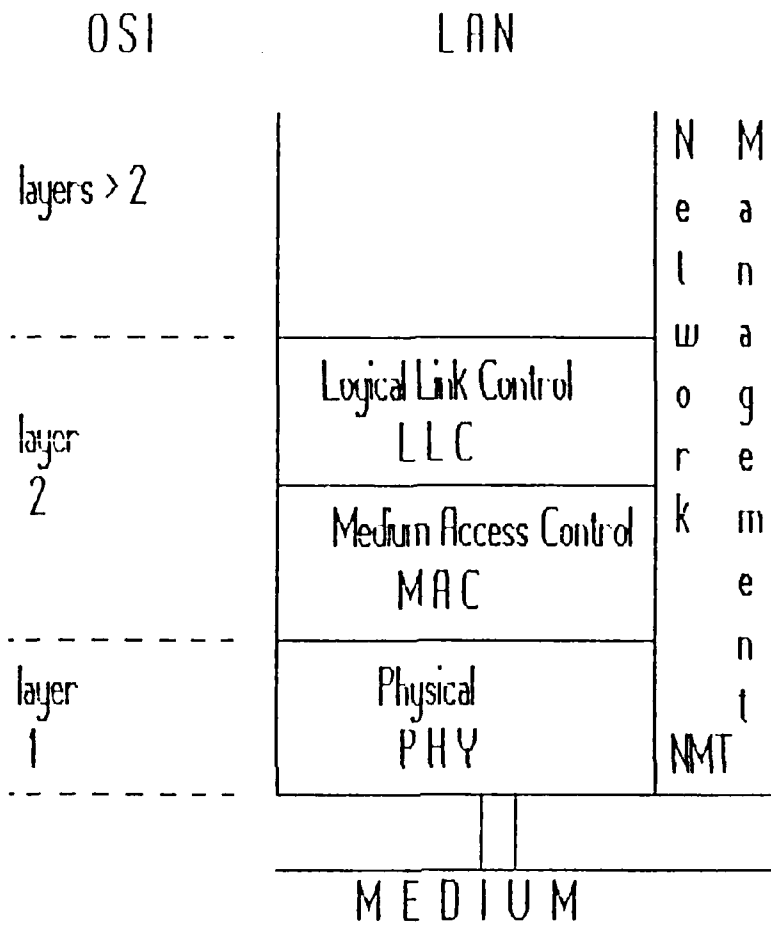 OSI LAN
layers > 2
Logical Link Control
LLC
layer
2
Medium Access Control
MAC
layer
1
Physical
PHY
Network
Management
NMT
MEDIUM